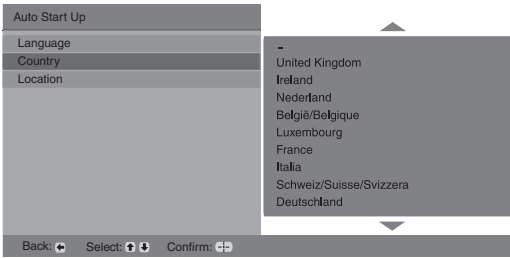 Auto Start Up
Language
Country
Location
-
United Kingdom
Ireland
Nederland
België/Belgique
Luxembourg
France
Italia
Schweiz/Suisse/Svizzera
Deutschland
Back: Select: Confirm: